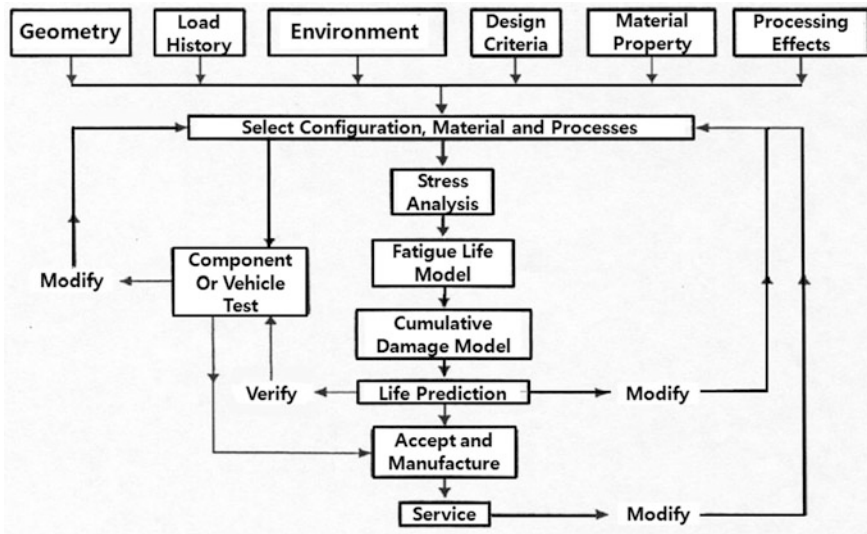 Geometry
Load
History
Environment
Design
Criteria
Material
Property
Processing
Effects
Select Configuration, Material and Processes
Stress
Analysis
Fatigue Life
Model
Component
Or Vehicle
Test
Modify
Cumulative
Damage Model
Verify
Life Prediction
Modify
Accept and
Manufacture
Service
Modify